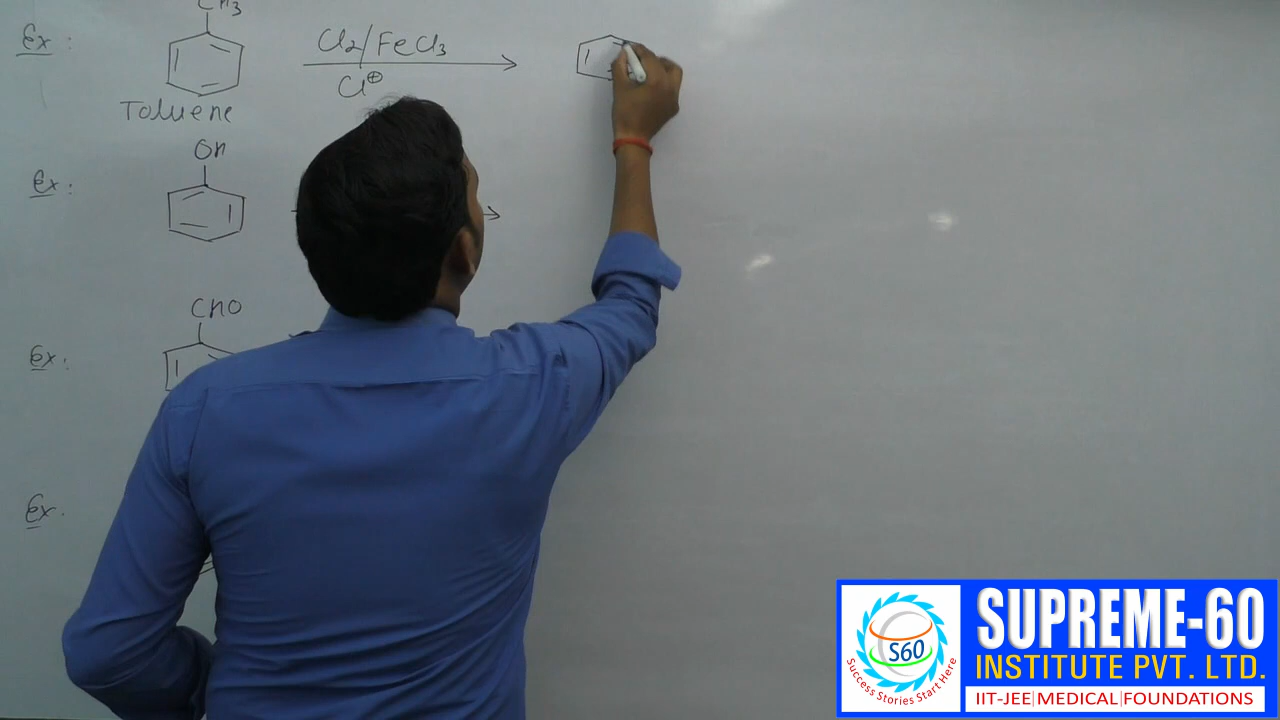 CH3
Ex :
Cl2/FeCl3
Cl⊕
Toluene
OH
Ex :
CHO
Ex :
Ex.
S60
Success Stories Start Here
SUPREME-60
INSTITUTE PVT. LTD.
IIT-JEE|MEDICAL|FOUNDATIONS